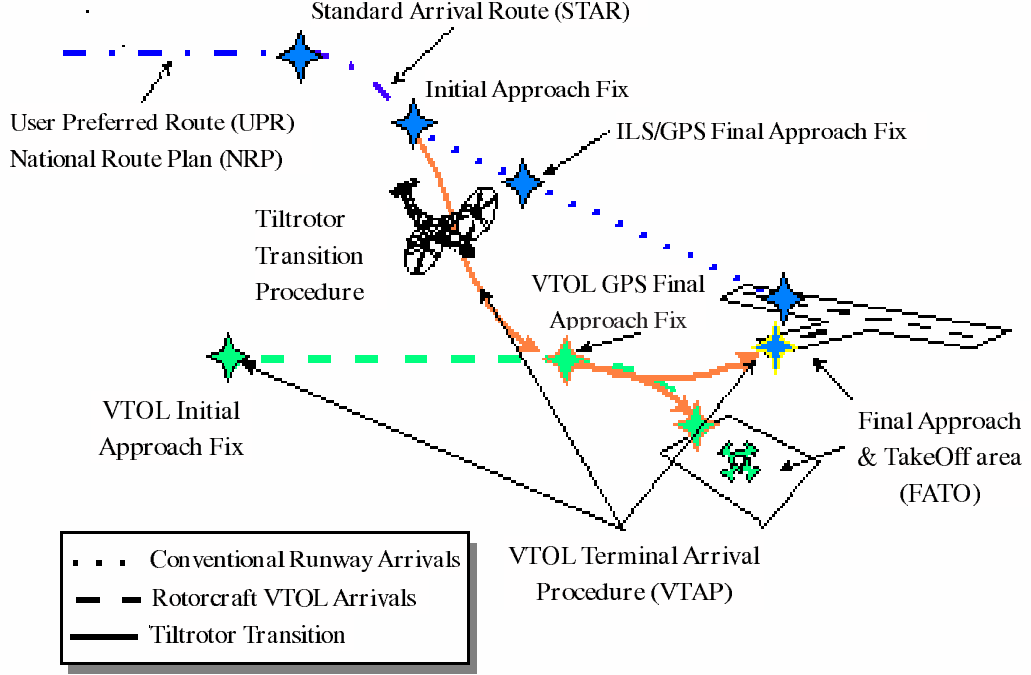 Standard Arrival Route (STAR)
Initial Approach Fix
User Preferred Route (UPR)
National Route Plan (NRP)
ILS/GPS Final Approach Fix
Tiltrotor
Transition
Procedure
VTOL GPS Final
Approach Fix
VTOL Initial
Approach Fix
Final Approach
& TakeOff area
(FATO)
VTOL Terminal Arrival
Procedure (VTAP)
Conventional Runway Arrivals
Rotorcraft VTOL Arrivals
Tiltrotor Transition